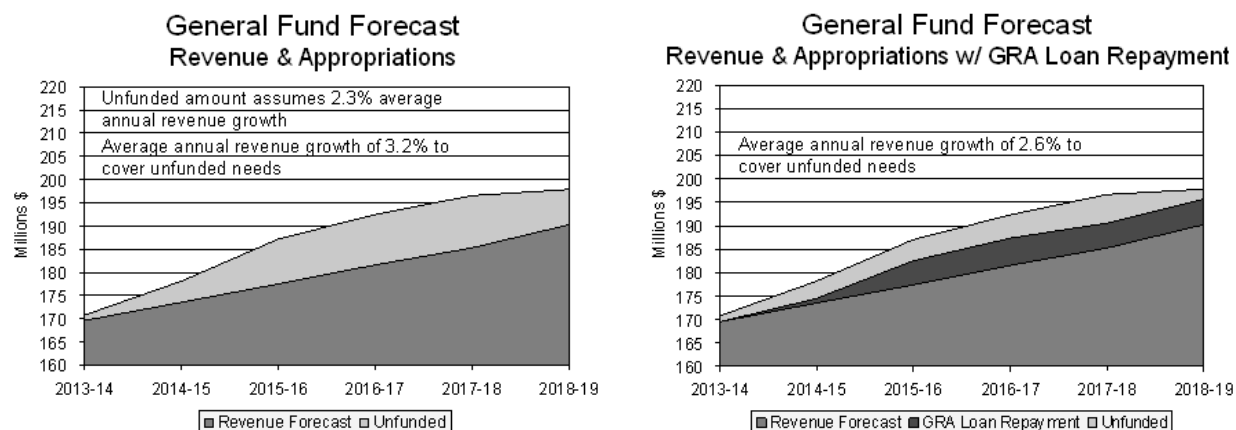 General Fund Forecast
Revenue & Appropriations
Unfunded amount assumes 2.3% average
annual revenue growth
Average annual revenue growth of 3.2% to
cover unfunded needs
Millions $
220
215
210
205
200
195
190
185
180
175
170
165
160
2013-14 2014-15 2015-16 2016-17 2017-18 2018-19
Revenue Forecast Unfunded
General Fund Forecast
Revenue & Appropriations w/ GRA Loan Repayment
Average annual revenue growth of 2.6% to
cover unfunded needs
Millions $
220
215
210
205
200
195
190
185
180
175
170
165
160
2013-14 2014-15 2015-16 2016-17 2017-18 2018-19
Revenue Forecast GRA Loan Repayment Unfunded